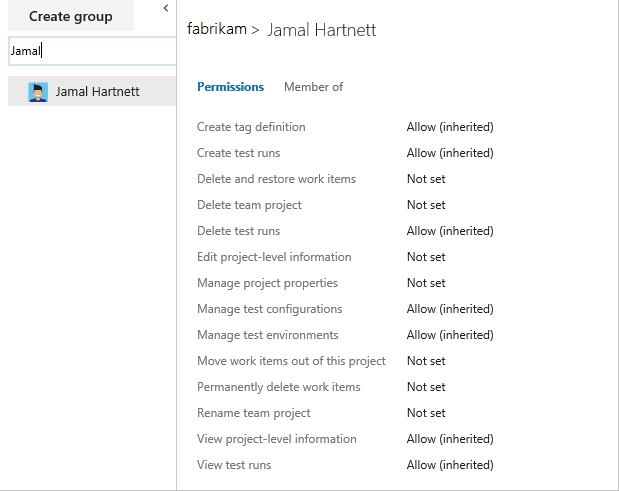 Create group
<
Jamal
Jamal Hartnett
fabrikam > Jamal Hartnett
Permissions Member of
Create tag definition Allow (inherited)
Create test runs Allow (inherited)
Delete and restore work items Not set
Delete team project Not set
Delete test runs Allow (inherited)
Edit project-level information Not set
Manage project properties Not set
Manage test configurations Allow (inherited)
Manage test environments Allow (inherited)
Move work items out of this project Not set
Permanently delete work items Not set
Rename team project Not set
View project-level information Allow (inherited)
View test runs Allow (inherited)